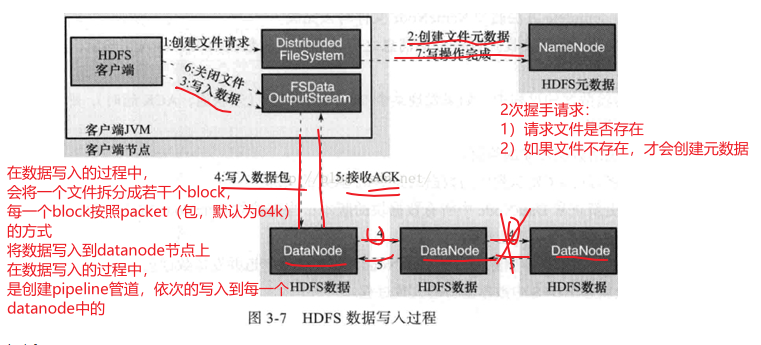 1:创建文件请求
HDFS
客户端
Distribuded
FileSystem
2:创建文件元数据
7:写操作完成
NameNode
HDFS元数据
6:关闭文件
3:写入数据
FSData
OutputStream
客户端JVM
客户端节点
2次握手请求:
1)请求文件是否存在
2)如果文件不存在,才会创建元数据
在数据写入的过程中,
会将一个文件拆分成若干个block,
每一个block按照packet(包,默认为64k)
的方式
将数据写入到datanode节点上
在数据写入的过程中,
是创建pipeline管道,依次的写入到每一个
datanode中的
4:写入数据包
5:接收ACK
net/
DataNode
4
5
DataNode
4
5
DataNode
HDFS数据
HDFS数据
HDFS数据
图 3-7 HDFS 数据写入过程